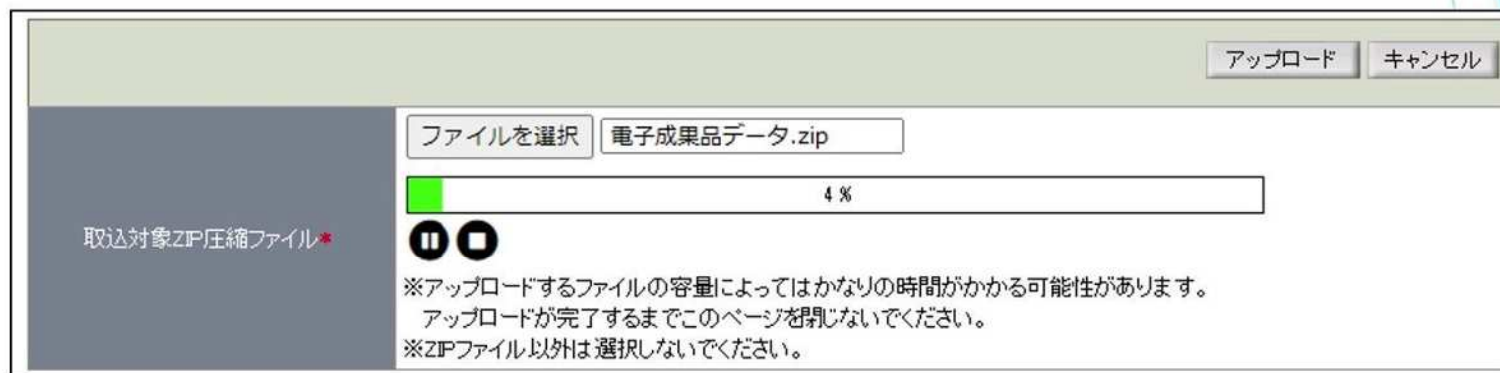 アップロード キャンセル
ファイルを選択 電子成果品データ.zip
4 %
取込対象ZIP圧縮ファイル*
※アップロードするファイルの容量によってはかなりの時間がかかる可能性があります。
アップロードが完了するまでこのページを閉じないでください。
※ZIPファイル以外は選択しないでください。